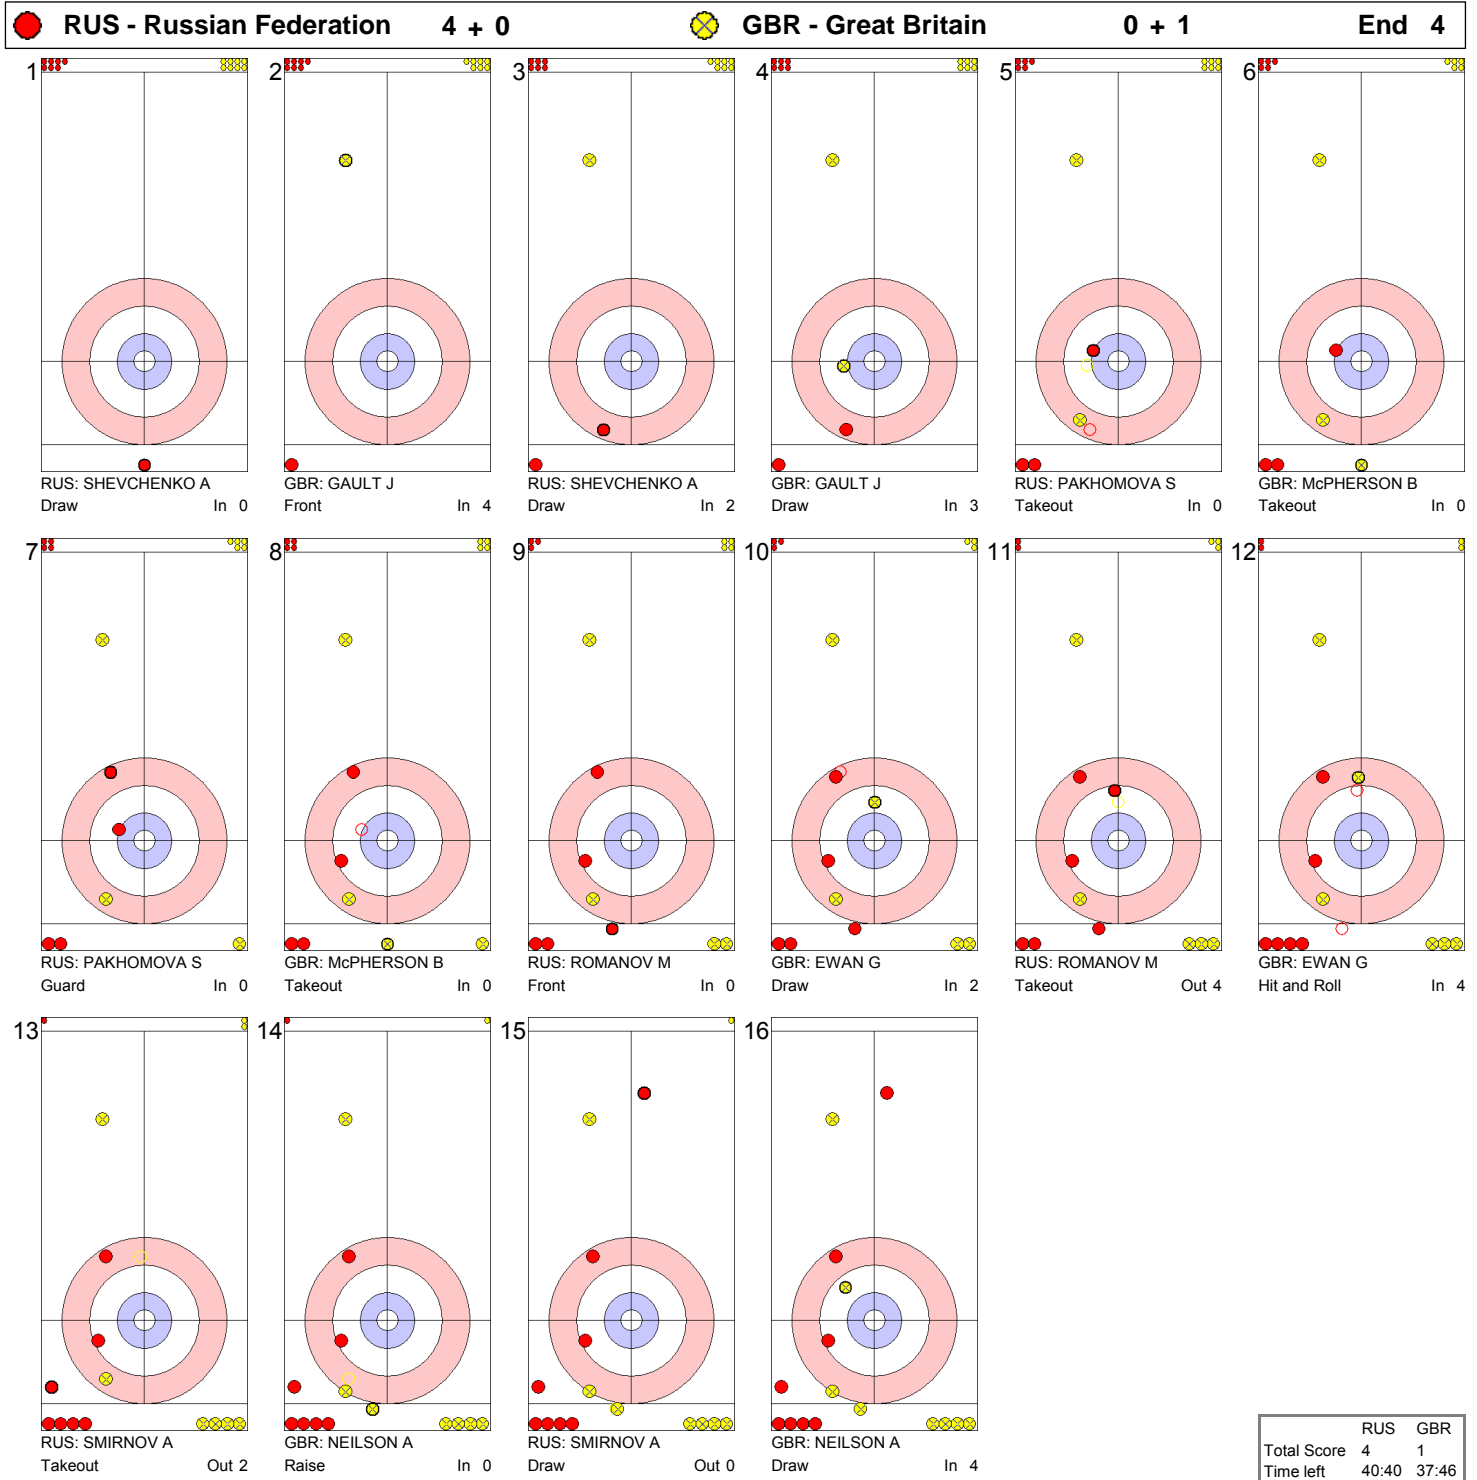 RUS - Russian Federation 4 + 0 GBR - Great Britain 0 + 1 End 4
1 2 3 4 5 6
RUS: SHEVCHENKO A GBR: GAULT J RUS: SHEVCHENKO A GBR: GAULT J RUS: PAKHOMOVA S GBR: McPHERSON B
Draw In 0 Front In 4 Draw In 2 Draw In 3 Takeout In 0 Takeout In 0
7 8 9 10 11 12
RUS: PAKHOMOVA S GBR: McPHERSON B RUS: ROMANOV M GBR: EWAN G RUS: ROMANOV M GBR: EWAN G
Guard In 0 Takeout In 0 Front In 0 Draw In 2 Takeout Out 4 Hit and Roll In 4
13 14 15 16
RUS: SMIRNOV A GBR: NEILSON A RUS: SMIRNOV A GBR: NEILSON A
Takeout Out 2 Raise In 0 Draw Out 0 Draw In 4
RUS GBR
Total Score 4 1
Time left 40:40 37:46